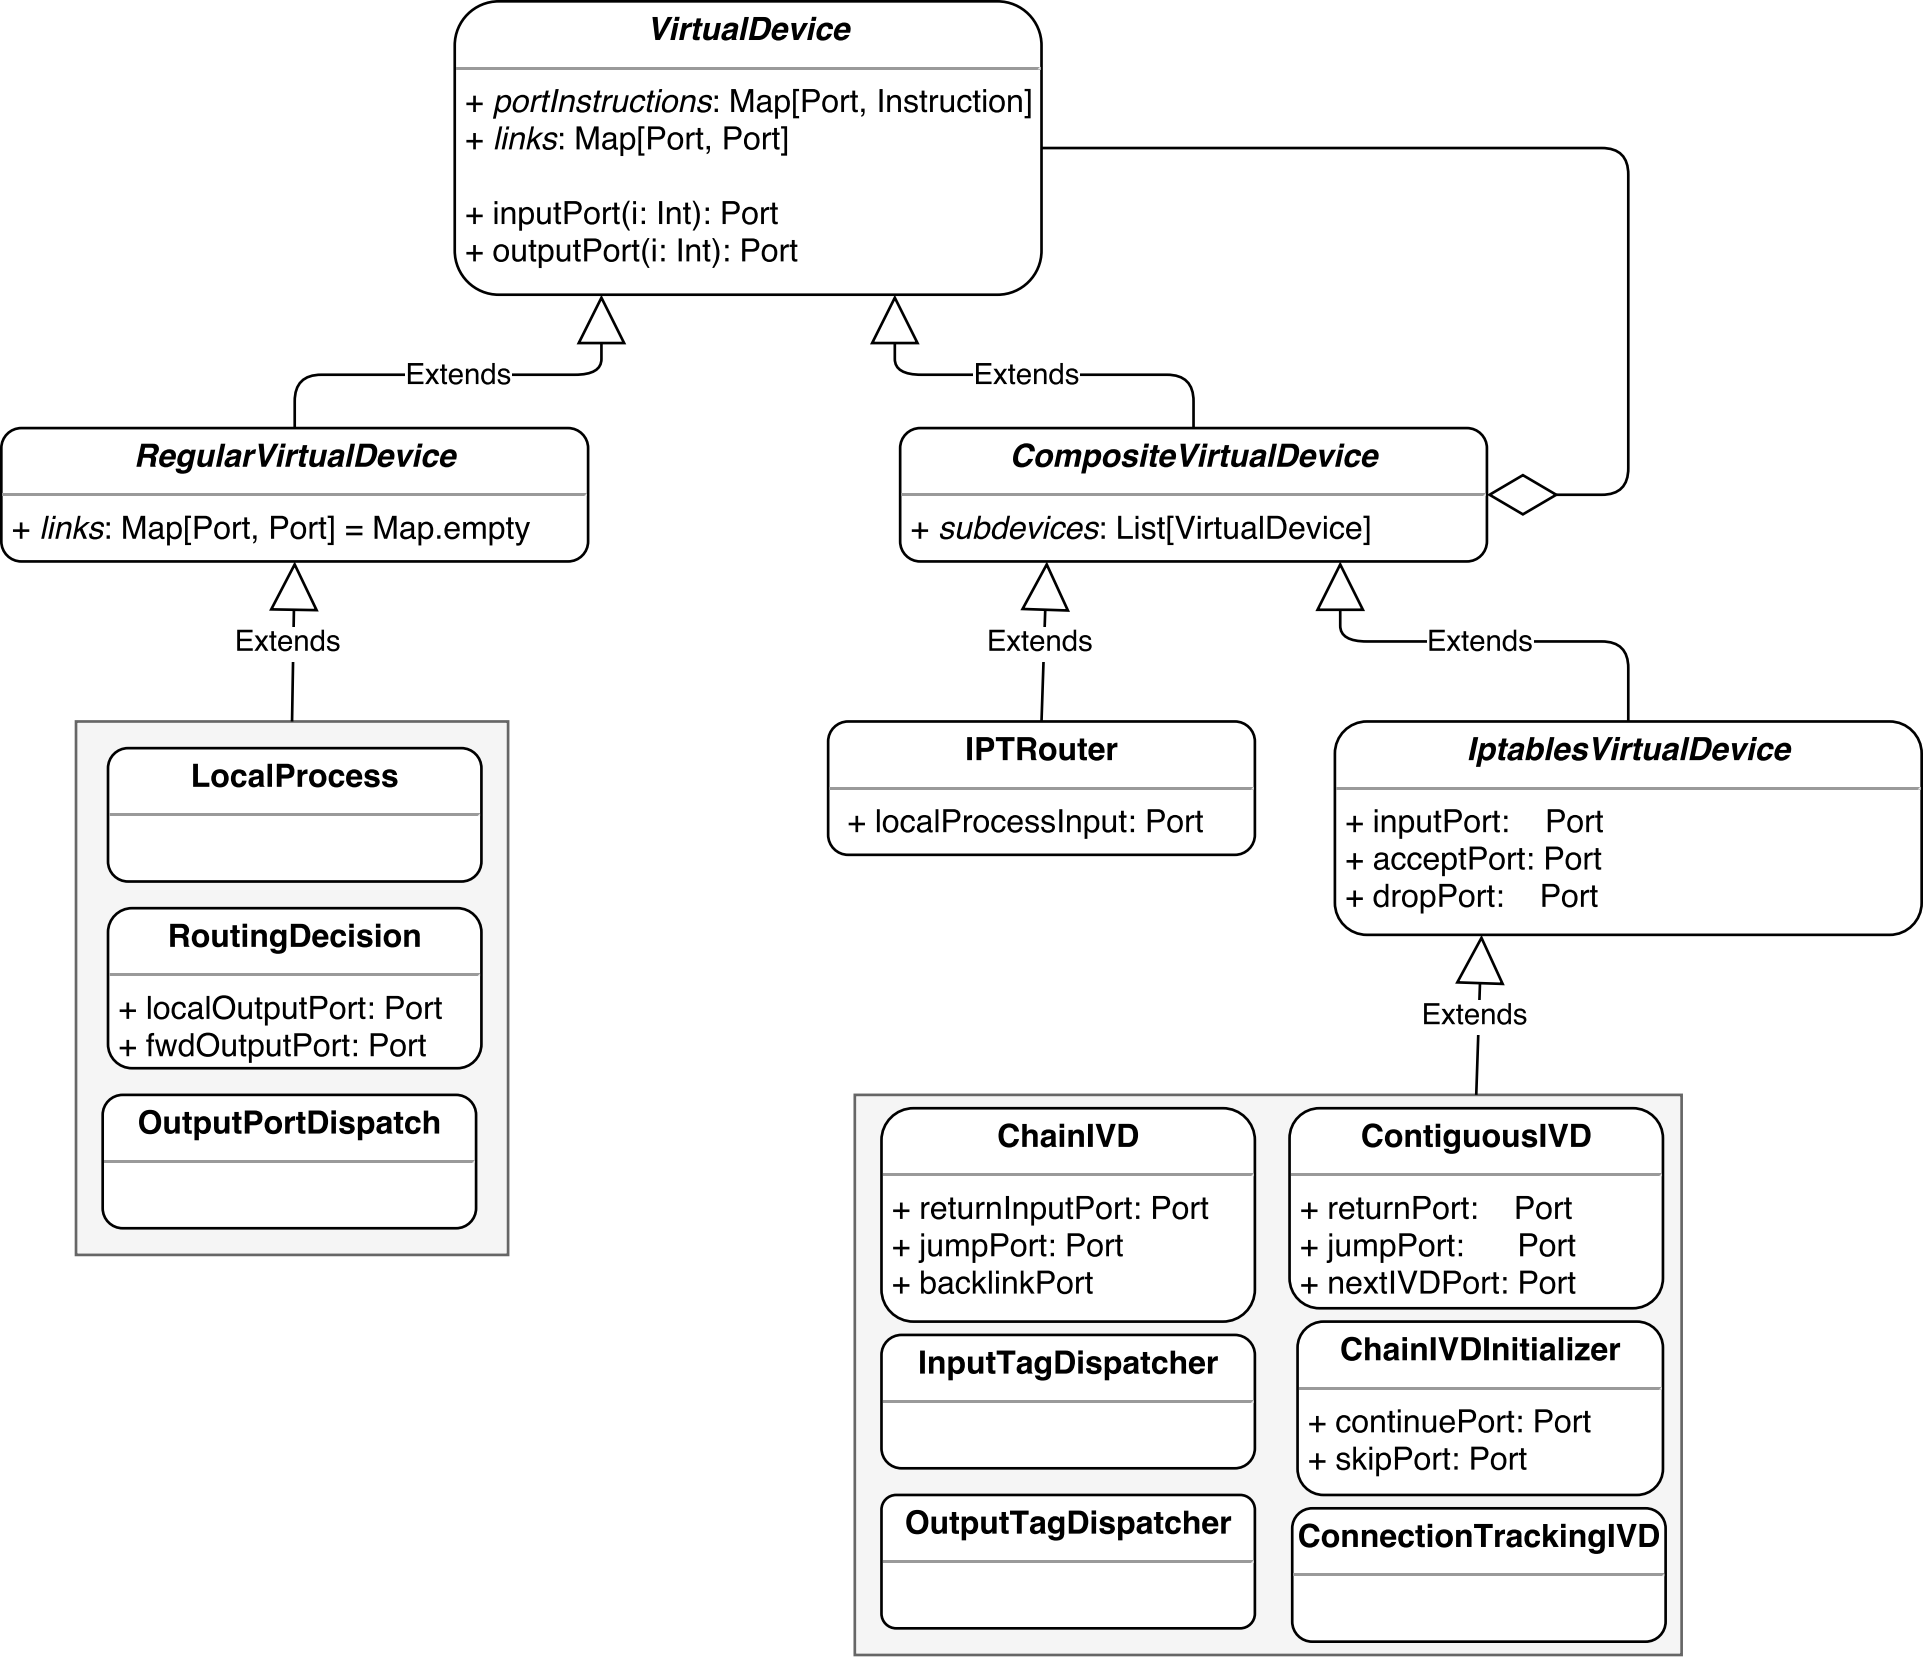 VirtualDevice
+ portInstructions: Map[Port, Instruction]
+ links: Map[Port, Port]
+ inputPort(i: Int): Port
+ outputPort(i: Int): Port
Extends
Extends
RegularVirtualDevice
+ links: Map[Port, Port] = Map.empty
CompositeVirtualDevice
+ subdevices: List[VirtualDevice]
Extends
Extends
Extends
LocalProcess
RoutingDecision
+ localOutputPort: Port
+ fwdOutputPort: Port
OutputPortDispatch
IPTRouter
+ localProcessInput: Port
IptablesVirtualDevice
+ inputPort: Port
+ acceptPort: Port
+ dropPort: Port
Extends
ChainIVD
+ returnInputPort: Port
+ jumpPort: Port
+ backlinkPort
ContiguousIVD
+ returnPort: Port
+ jumpPort: Port
+ nextIVDPort: Port
InputTagDispatcher
ChainIVDInitializer
+ continuePort: Port
+ skipPort: Port
OutputTagDispatcher
ConnectionTrackingIVD